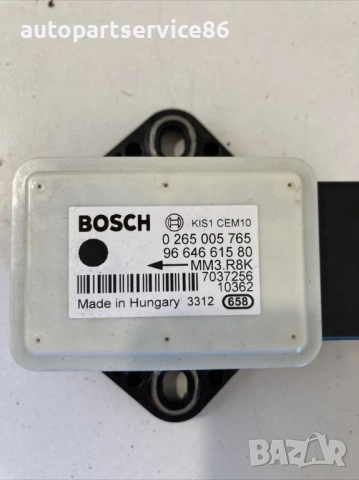 autopartservice86
BOSCH KIS1 CEM10
0 265 005 765
96 646 615 80
MM3.R8K
7037256
10362
Made in Hungary 3312 658
BAZAR